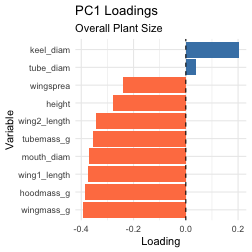 PC1 Loadings
Overall Plant Size
Variable
keel_diam
tube_diam
wingsprea
height
wing2_length
tubemass_g
mouth_diam
wing1_length
hoodmass_g
wingmass_g
-0.4 -0.2 0.0 0.2
Loading